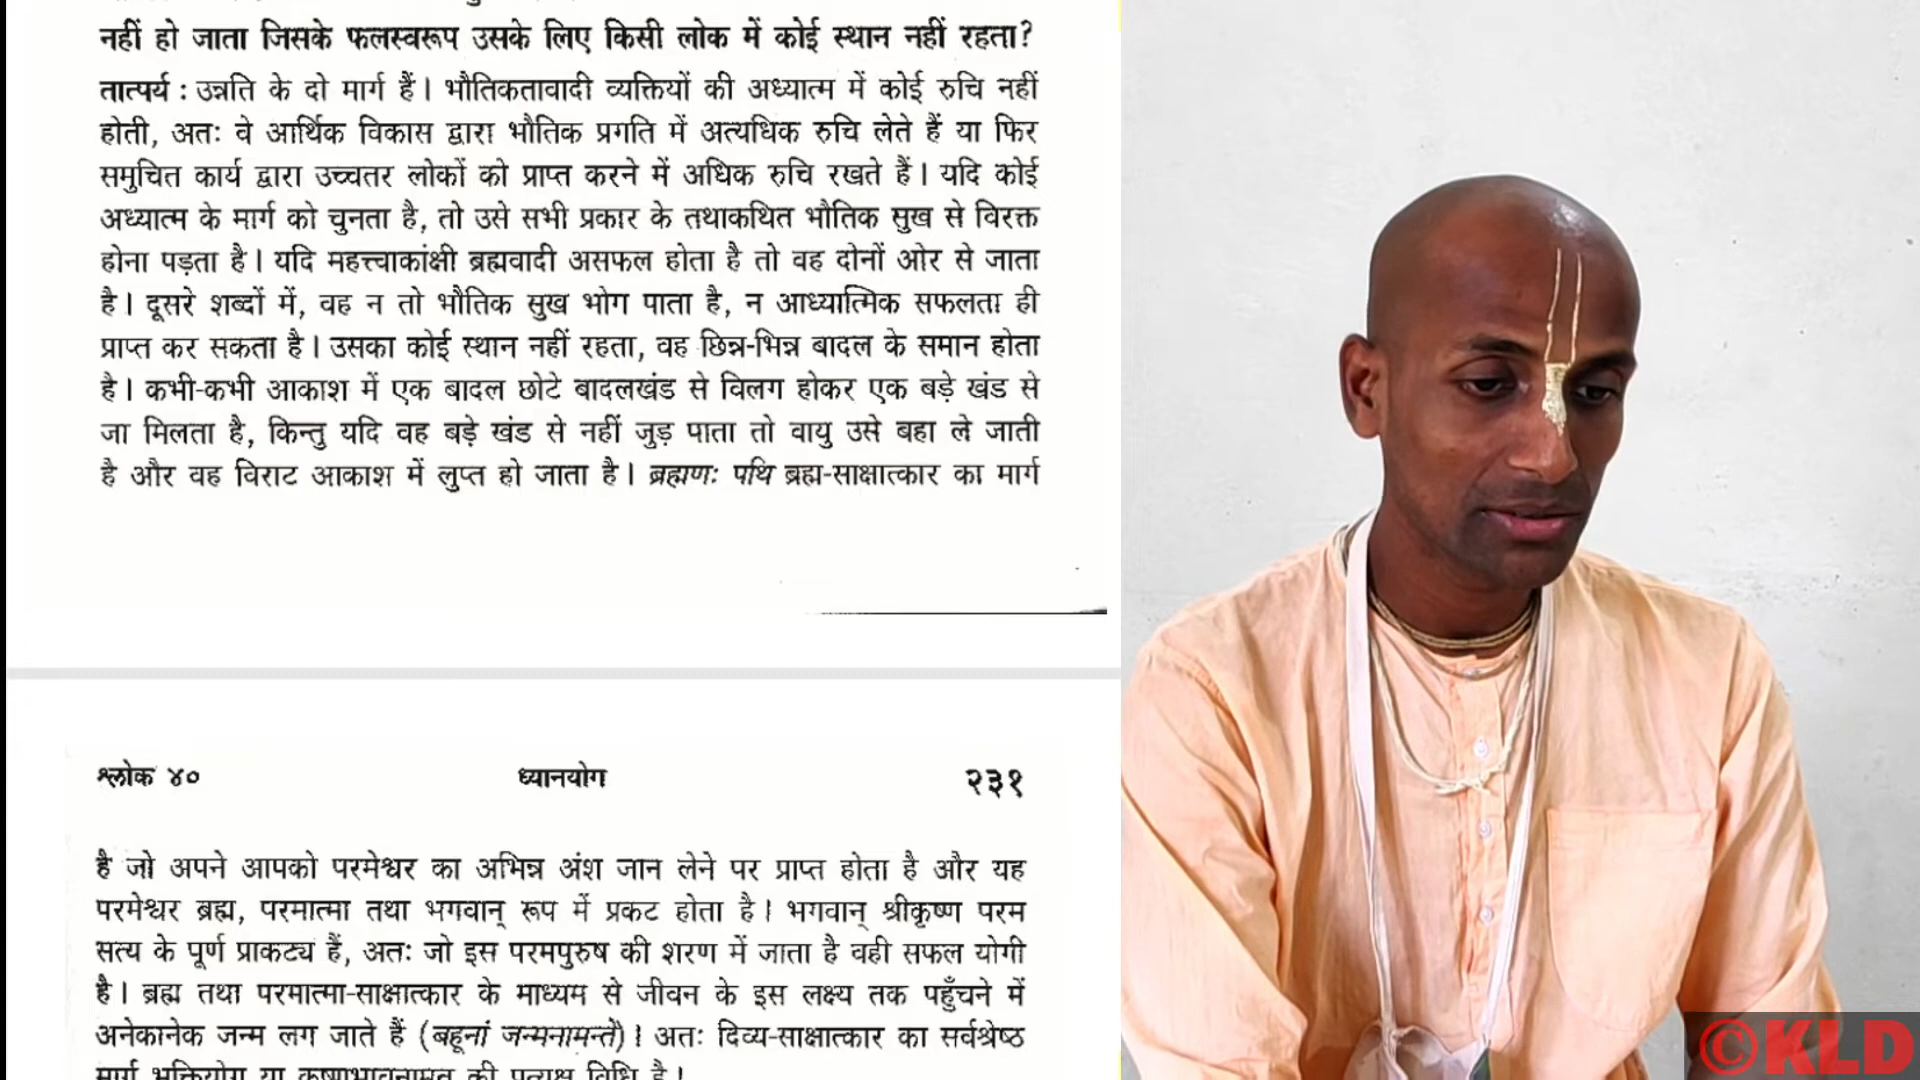 नहीं हो जाता जिसके फलस्वरूप उसके लिए किसी लोक में कोई स्थान नहीं रहता?
तात्पर्य : उन्नति के दो मार्ग हैं। भौतिकतावादी व्यक्तियों की अध्यात्म में कोई रुचि नहीं
होती, अतः वे आर्थिक विकास द्वारा भौतिक प्रगति में अत्यधिक रुचि लेते हैं या फिर
समुचित कार्य द्वारा उच्चतर लोकों को प्राप्त करने में अधिक रुचि रखते हैं। यदि कोई
अध्यात्म के मार्ग को चुनता है, तो उसे सभी प्रकार के तथाकथित भौतिक सुख से विरक्त
होना पड़ता है। यदि महत्त्वाकांक्षी ब्रह्मवादी असफल होता है तो वह दोनों ओर से जाता
है। दूसरे शब्दों में, वह न तो भौतिक सुख भोग पाता है, न आध्यात्मिक सफलता ही
प्राप्त कर सकता है। उसका कोई स्थान नहीं रहता, वह छिन्न-भिन्न बादल के समान होता
है। कभी-कभी आकाश में एक बादल छोटे बादलखंड से विलग होकर एक बड़े खंड से
जा मिलता है, किन्तु यदि वह बड़े खंड से नहीं जुड़ पाता तो वायु उसे बहा ले जाती
है और वह विराट आकाश में लुप्त हो जाता है। ब्रह्मणः पथि ब्रह्म-साक्षात्कार का मार्ग
श्लोक ४० ध्यानयोग २३१
है जो अपने आपको परमेश्वर का अभिन्न अंश जान लेने पर प्राप्त होता है और यह
परमेश्वर ब्रह्म, परमात्मा तथा भगवान् रूप में प्रकट होता है। भगवान् श्रीकृष्ण परम
सत्य के पूर्ण प्राकट्य हैं, अतः जो इस परमपुरुष की शरण में जाता है वही सफल योगी
है। ब्रह्म तथा परमात्मा-साक्षात्कार के माध्यम से जीवन के इस लक्ष्य तक पहुँचने में
अनेकानेक जन्म लग जाते हैं (बहूनां जन्मनामन्ते)। अतः दिव्य-साक्षात्कार का सर्वश्रेष्ठ
मार्ग भक्तियोग या कृष्णभावनामृत की प्रत्यक्ष विधि है।
©KLD